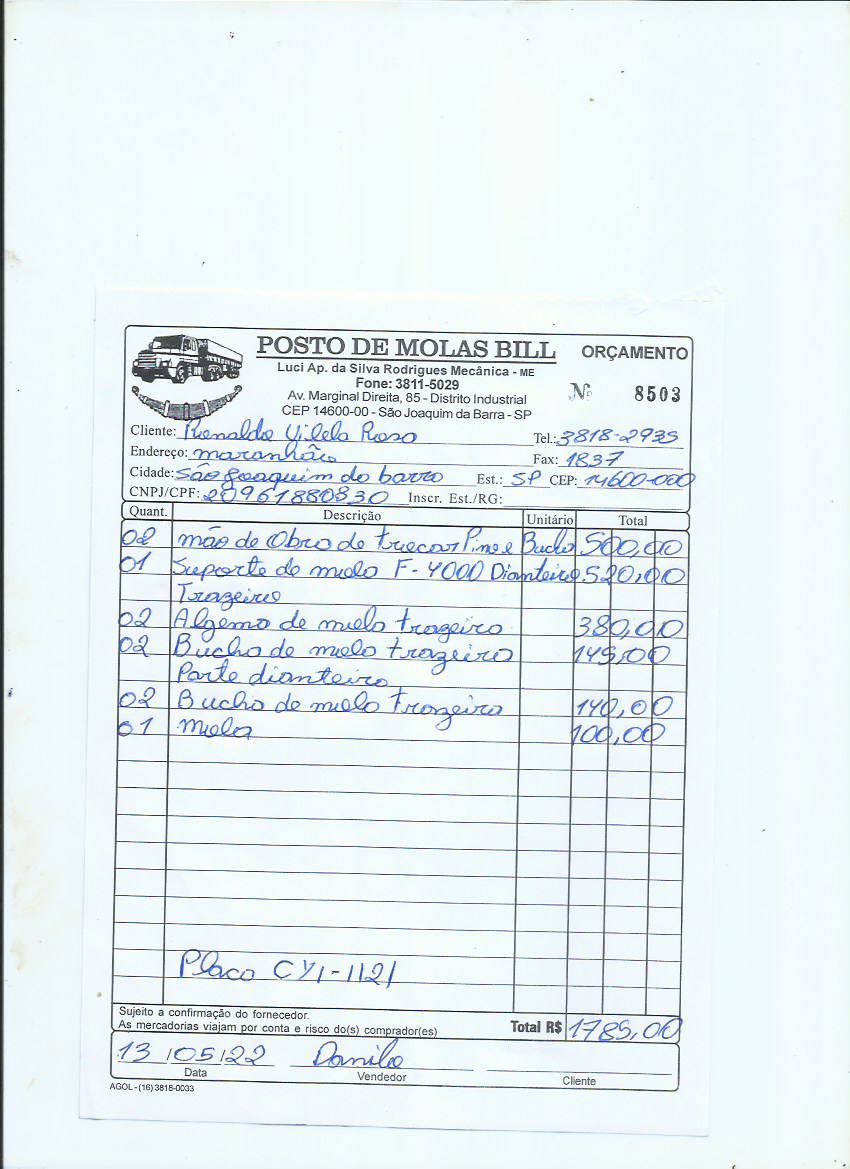 POSTO DE MOLAS BILL ORÇAMENTO
Luci Ap. da Silva Rodrigues Mecânica - ME
Fone: 3811-5029
Nº 8503
Av. Marginal Direita, 85 - Distrito Industrial
CEP 14600-00 - São Joaquim da Barra - SP
Cliente: Vilela Rosa Tel.: 3818-2935
Endereço: maranhão Fax: 1837
Cidade: São Joaquim da barra Est.: SP CEP: 14600-000
CNPJ/CPF: 20961880830 Inscr. Est./RG:
Quant. Descrição Unitário Total
02 mão de Obra de trocar Pino e Bucha 500,00
01 Suporte de mola F-4000 Dianteiro 520,00
Trazeiro
02 Algema de mola trazeiro 380,00
02 Bucha de mola trazeiro 145,00
Parte dianteira
02 Bucha de mola Trazeiro 140,00
01 Mola 100,00
Placa CYI-1121
Sujeito a confirmação do fornecedor.
As mercadorias viajam por conta e risco do(s) comprador(es) Total R$ 1785,00
13/05/22 Danilo
Data Vendedor Cliente
AGOL - (16) 3818-0033